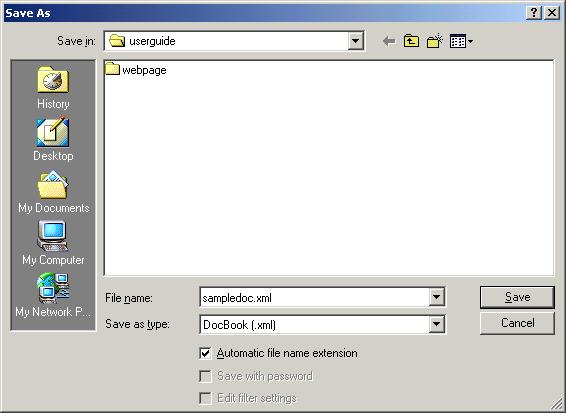 Save As
Save in: userguide
webpage
History
Desktop
My Documents
My Computer
My Network P...
File name: sampledoc.xml Save
Save as type: DocBook (.xml) Cancel
Automatic file name extension
Save with password
Edit filter settings